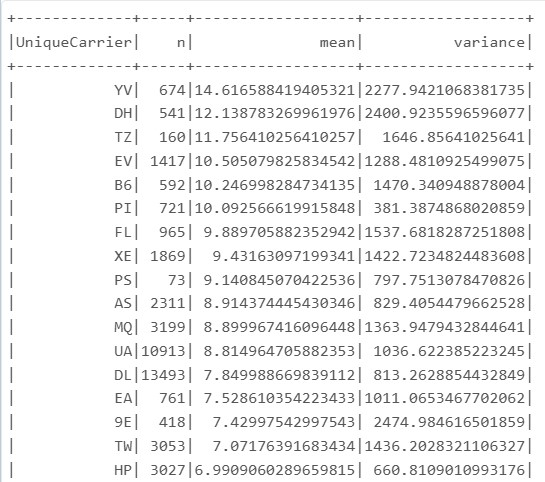 +-------------+-----+------------------+------------------+
|UniqueCarrier|    n|              mean|          variance|
+-------------+-----+------------------+------------------+
|           YV|  674|14.616588419405321|2277.9421068381735|
|           DH|  541|12.138783269961976|2400.9235596596077|
|           TZ|  160|11.756410256410257|  1646.85641025641|
|           EV| 1417|10.505079825834542|1288.4810925499075|
|           B6|  592|10.246998284734135| 1470.340948878004|
|           PI|  721|10.092566619915848| 381.3874868020859|
|           FL|  965| 9.889705882352942|1537.6818287251808|
|           XE| 1869|  9.43163097199341|1422.7234824483608|
|           PS|   73| 9.140845070422536| 797.7513078470826|
|           AS| 2311| 8.914374445430346| 829.4054479662528|
|           MQ| 3199| 8.899967416096448|1363.9479432844641|
|           UA|10913| 8.814964705882353| 1036.622385223245|
|           DL|13493| 7.849988669839112| 813.2628854432849|
|           EA|  761| 7.528610354223433|1011.0653467702062|
|           9E|  418|  7.42997542997543| 2474.984616501859|
|           TW| 3053|  7.07176391683434|1436.2028321106327|
|           HP| 3027|6.9909060289659815| 660.8109010993176|